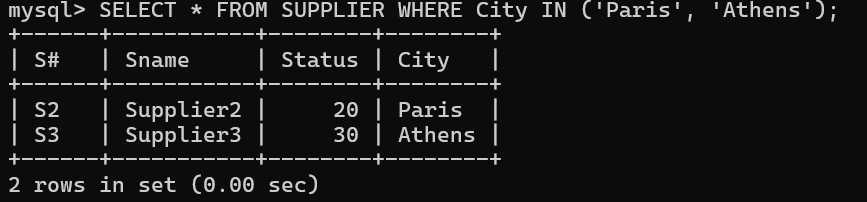 mysql> SELECT * FROM SUPPLIER WHERE City IN ('Paris', 'Athens');
+------+-----------+--------+--------+
| S#   | Sname     | Status | City   |
+------+-----------+--------+--------+
| S2   | Supplier2 |     20 | Paris  |
| S3   | Supplier3 |     30 | Athens |
+------+-----------+--------+--------+
2 rows in set (0.00 sec)